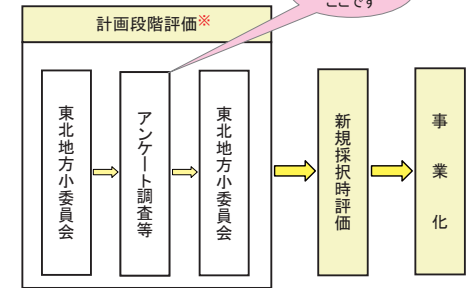 ここです
計画段階評価※
東北地方小委員会
アンケート調査等
東北地方小委員会
新規採択時評価
事業化